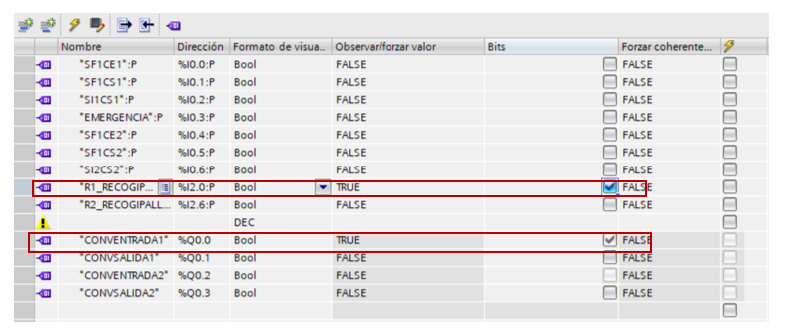 Nombre Dirección Formato de visua.. Observar/forzar valor Bits Forzar coherente...
"SF1CE1":P %I0.0:P Bool FALSE FALSE
"SF1CS1":P %I0.1:P Bool FALSE FALSE
"SI1CS1":P %I0.2:P Bool FALSE FALSE
"EMERGENCIA":P %I0.3:P Bool FALSE FALSE
"SF1CE2":P %I0.4:P Bool FALSE FALSE
"SF1CS2":P %I0.5:P Bool FALSE FALSE
"SI2CS2":P %I0.6:P Bool FALSE FALSE
"R1_RECOGIP... %I2.0:P Bool TRUE FALSE
"R2_RECOGIPALL... %I2.6:P Bool FALSE FALSE
DEC
"CONVENTRADA1" %Q0.0 Bool TRUE FALSE
"CONVSALIDA1" %Q0.1 Bool FALSE FALSE
"CONVENTRADA2" %Q0.2 Bool FALSE FALSE
"CONVSALIDA2" %Q0.3 Bool FALSE FALSE